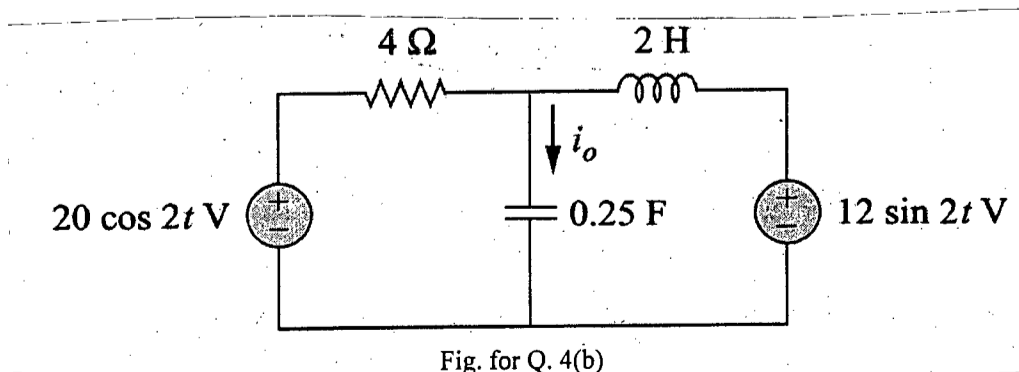 4 Ω 2 H
i_o
20 cos 2t V + − 0.25 F + − 12 sin 2t V
Fig. for Q. 4(b)